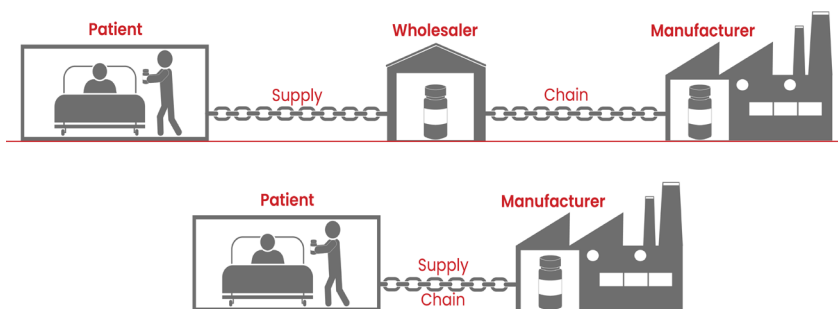 Patient
Wholesaler
Manufacturer
Supply
Chain
Patient
Manufacturer
Supply
Chain